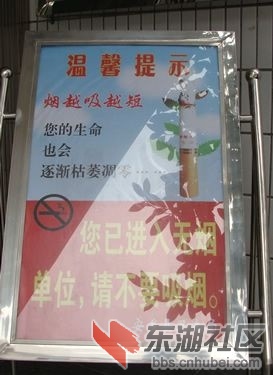 温馨提示
烟越吸越短
您的生命
也会
逐渐枯萎凋零……
您已进入无烟
单位,请不要吸烟。
东湖社区
bbs.cnhubei.com